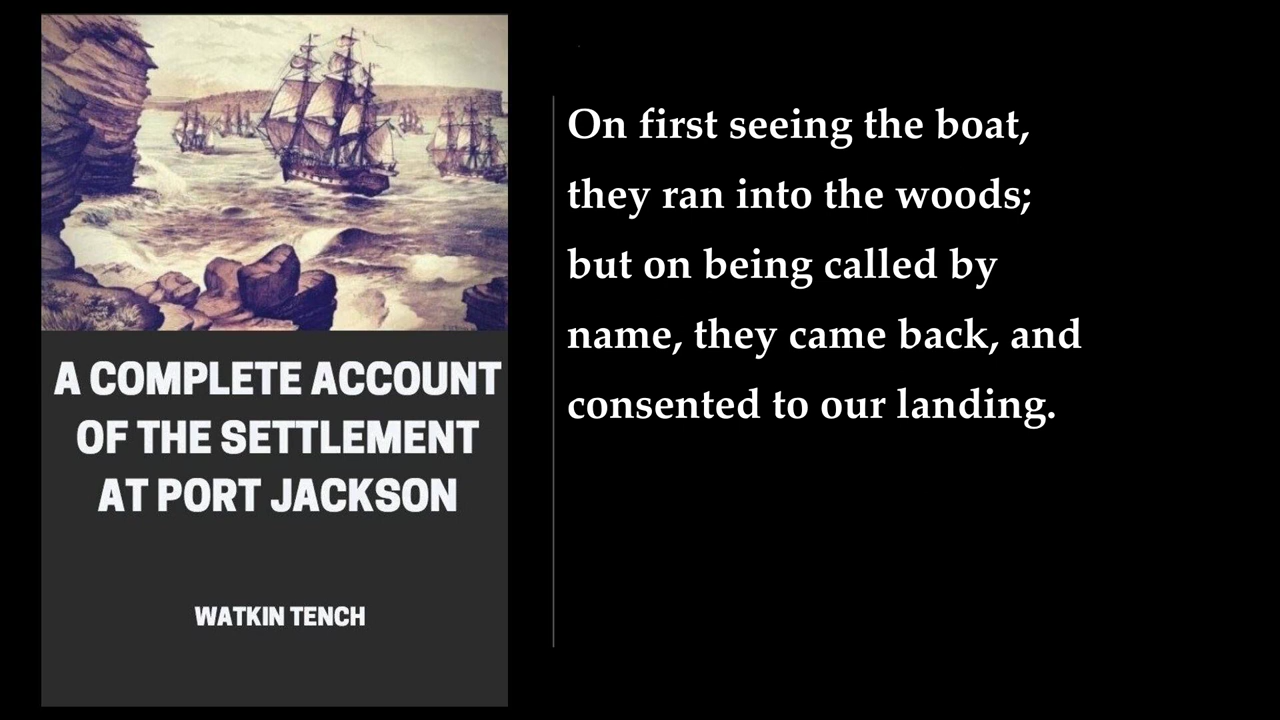 A COMPLETE ACCOUNT
OF THE SETTLEMENT
AT PORT JACKSON
WATKIN TENCH
On first seeing the boat,
they ran into the woods;
but on being called by
name, they came back, and
consented to our landing.